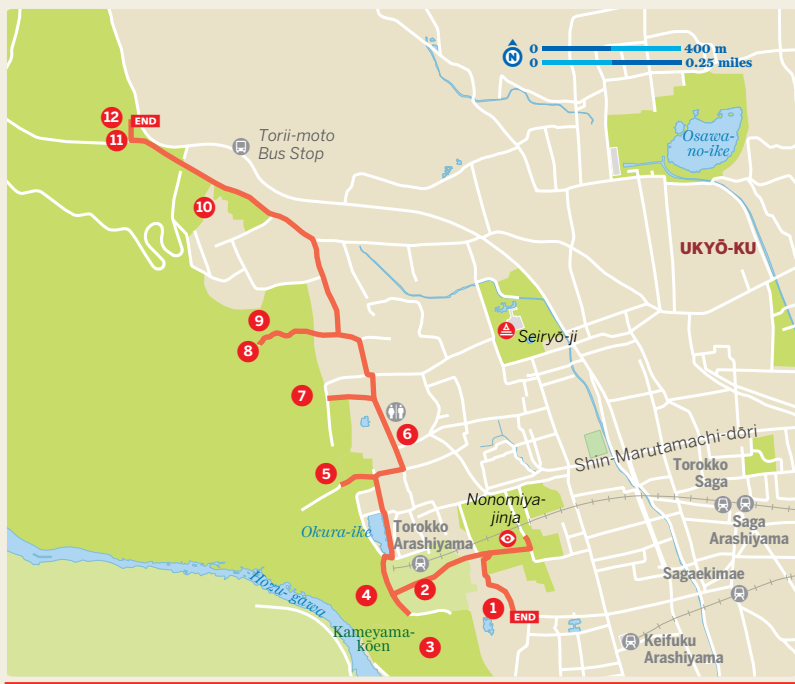 N
0 400 m
0 0.25 miles
12 END
11
Torii-moto
Bus Stop
Osawa-
no-ike
10
UKYŌ-KU
9
8
Seiryō-ji
7
6
Shin-Marutamachi-dōri
5
Torokko
Saga
Nonomiya-
jinja
Okura-ike
Torokko
Arashiyama
Saga
Arashiyama
Hozu-gawa
Sagaekimae
4
2
1
END
Kameyama-
kōen
3
Keifuku
Arashiyama